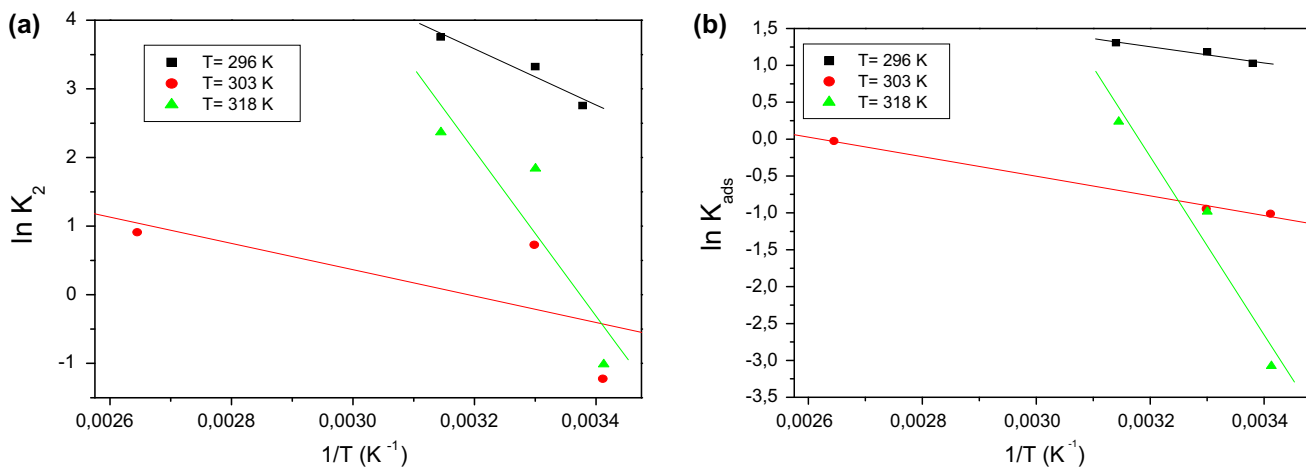 (a)
4
3
2
1
0
-1
ln K2
T= 296 K
T= 303 K
T= 318 K
0,0026 0,0028 0,0030 0,0032 0,0034
1/T (K -1)
(b)
1,5
1,0
0,5
0,0
-0,5
-1,0
-1,5
-2,0
-2,5
-3,0
-3,5
ln Kads
T= 296 K
T= 303 K
T= 318 K
0,0026 0,0028 0,0030 0,0032 0,0034
1/T (K-1)